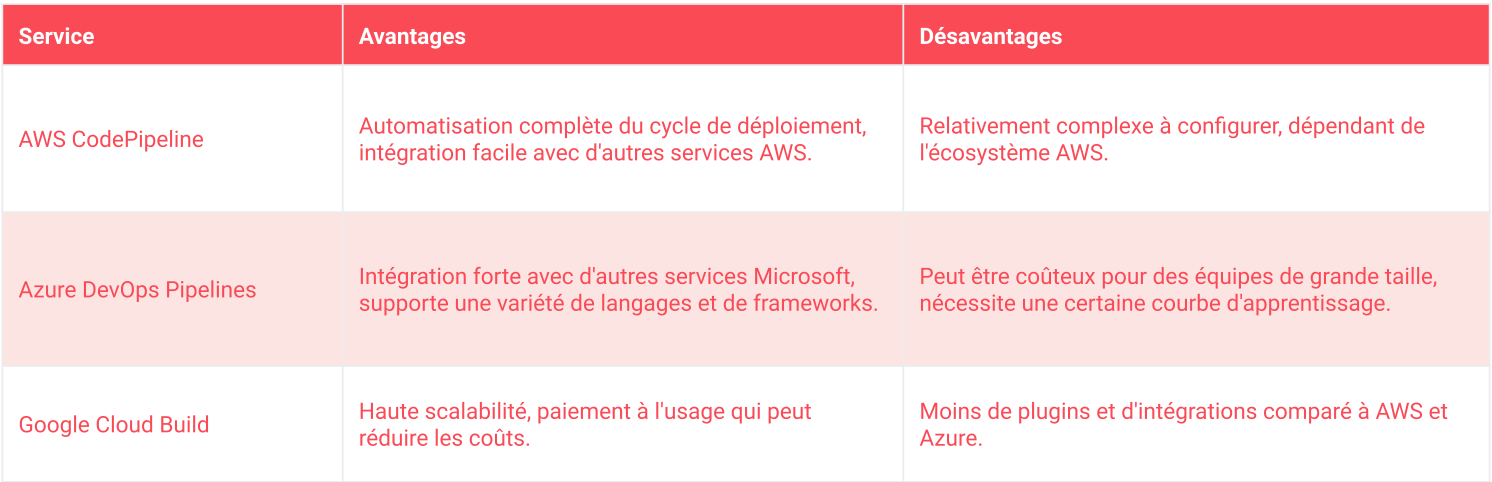 Service
Avantages
Désavantages
AWS CodePipeline
Automatisation complète du cycle de déploiement,
intégration facile avec d'autres services AWS.
Relativement complexe à configurer, dépendant de
l'écosystème AWS.
Azure DevOps Pipelines
Intégration forte avec d'autres services Microsoft,
supporte une variété de langages et de frameworks.
Peut être coûteux pour des équipes de grande taille,
nécessite une certaine courbe d'apprentissage.
Google Cloud Build
Haute scalabilité, paiement à l'usage qui peut
réduire les coûts.
Moins de plugins et d'intégrations comparé à AWS et
Azure.